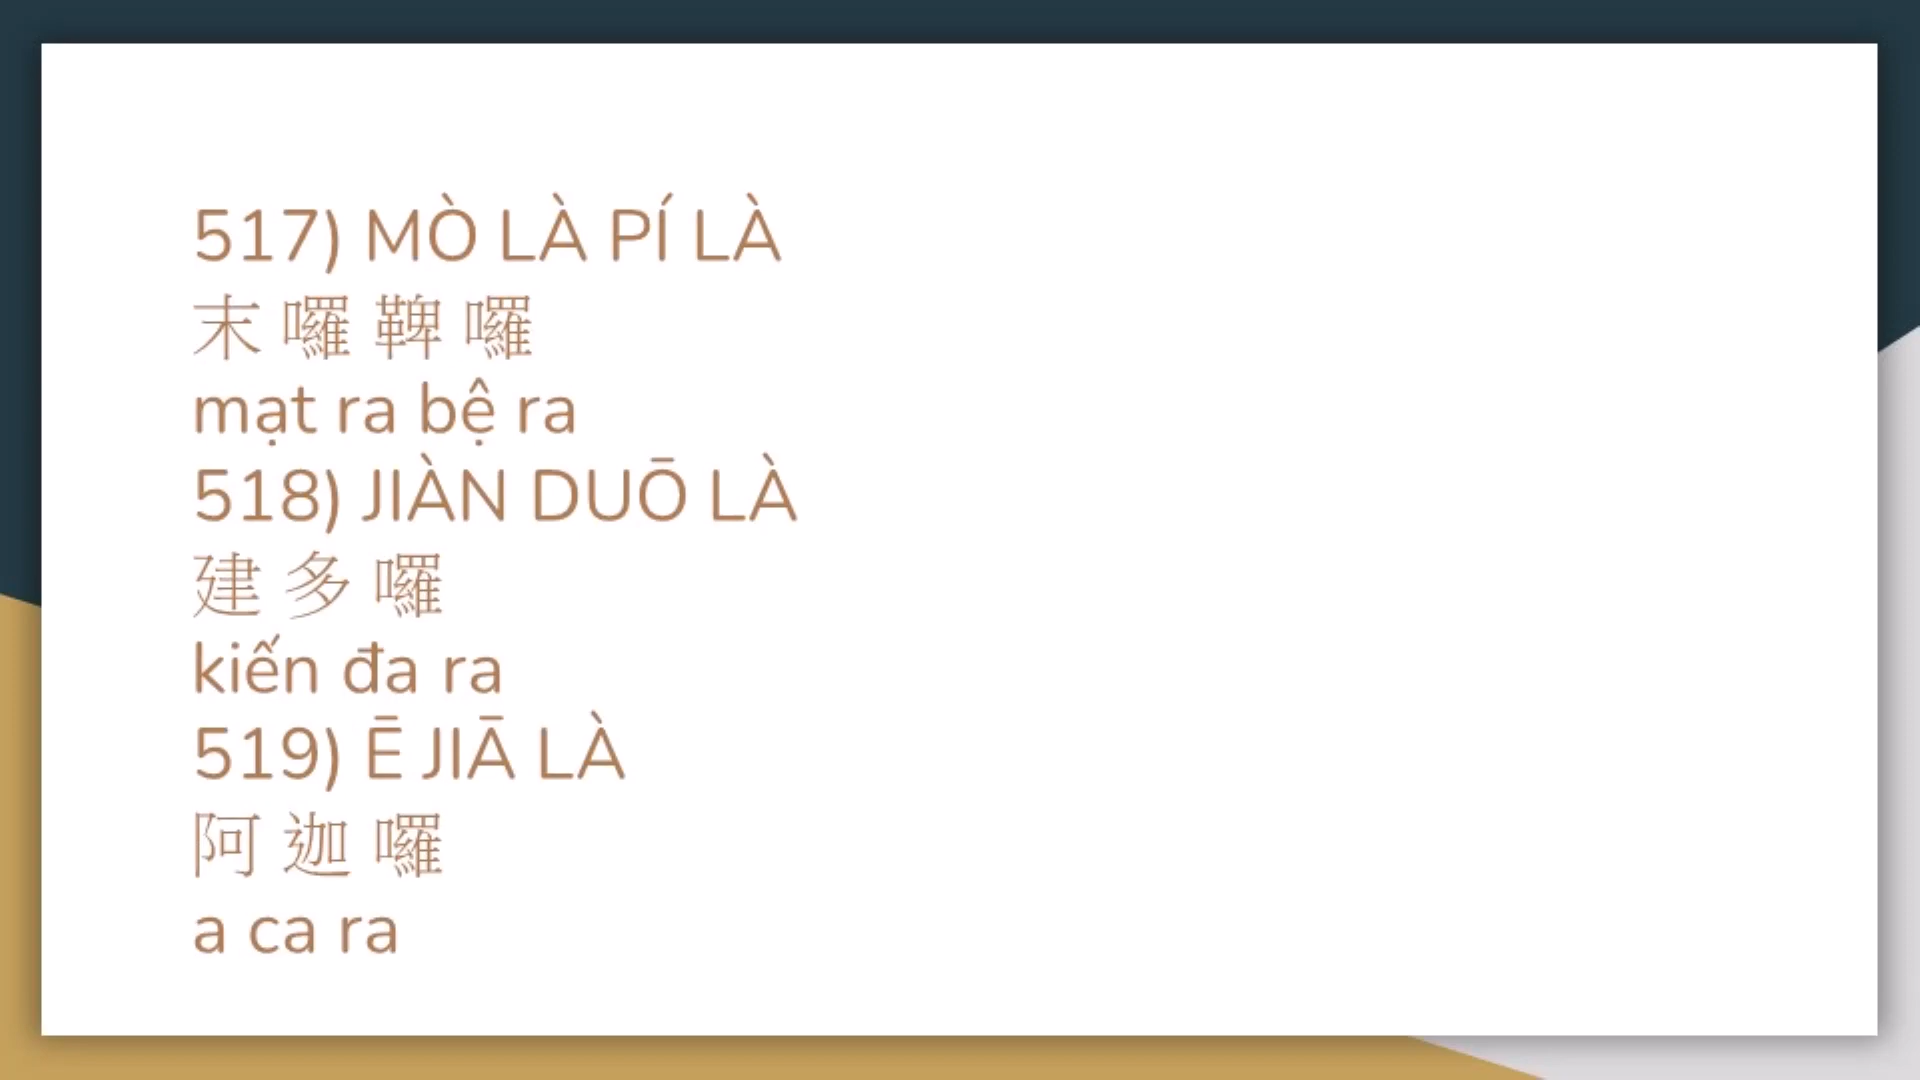 517) MÒ LÀ PÍ LÀ
末 囉 鞞 囉
mạt ra bệ ra
518) JIÀN DUŌ LÀ
建 多 囉
kiến đa ra
519) Ē JIĀ LÀ
阿 迦 囉
a ca ra